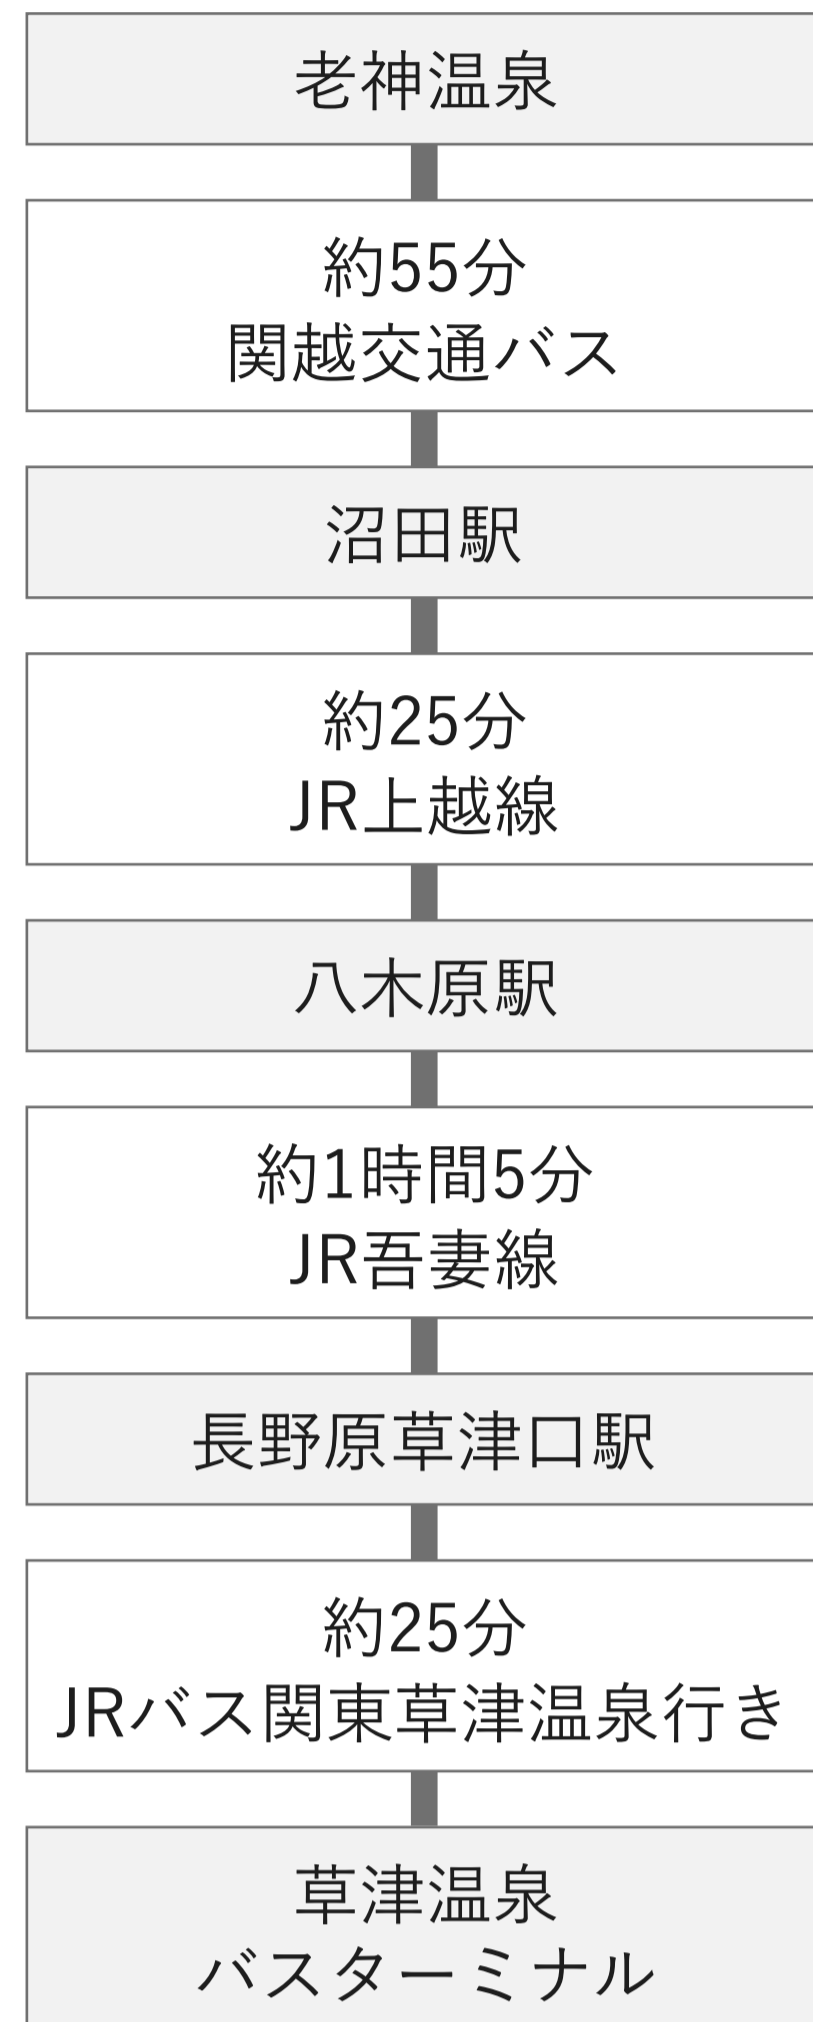 老神温泉
約55分
関越交通バス
沼田駅
約25分
JR上越線
八木原駅
約1時間5分
JR吾妻線
長野原草津口駅
約25分
JRバス関東草津温泉行き
草津温泉
バスターミナル